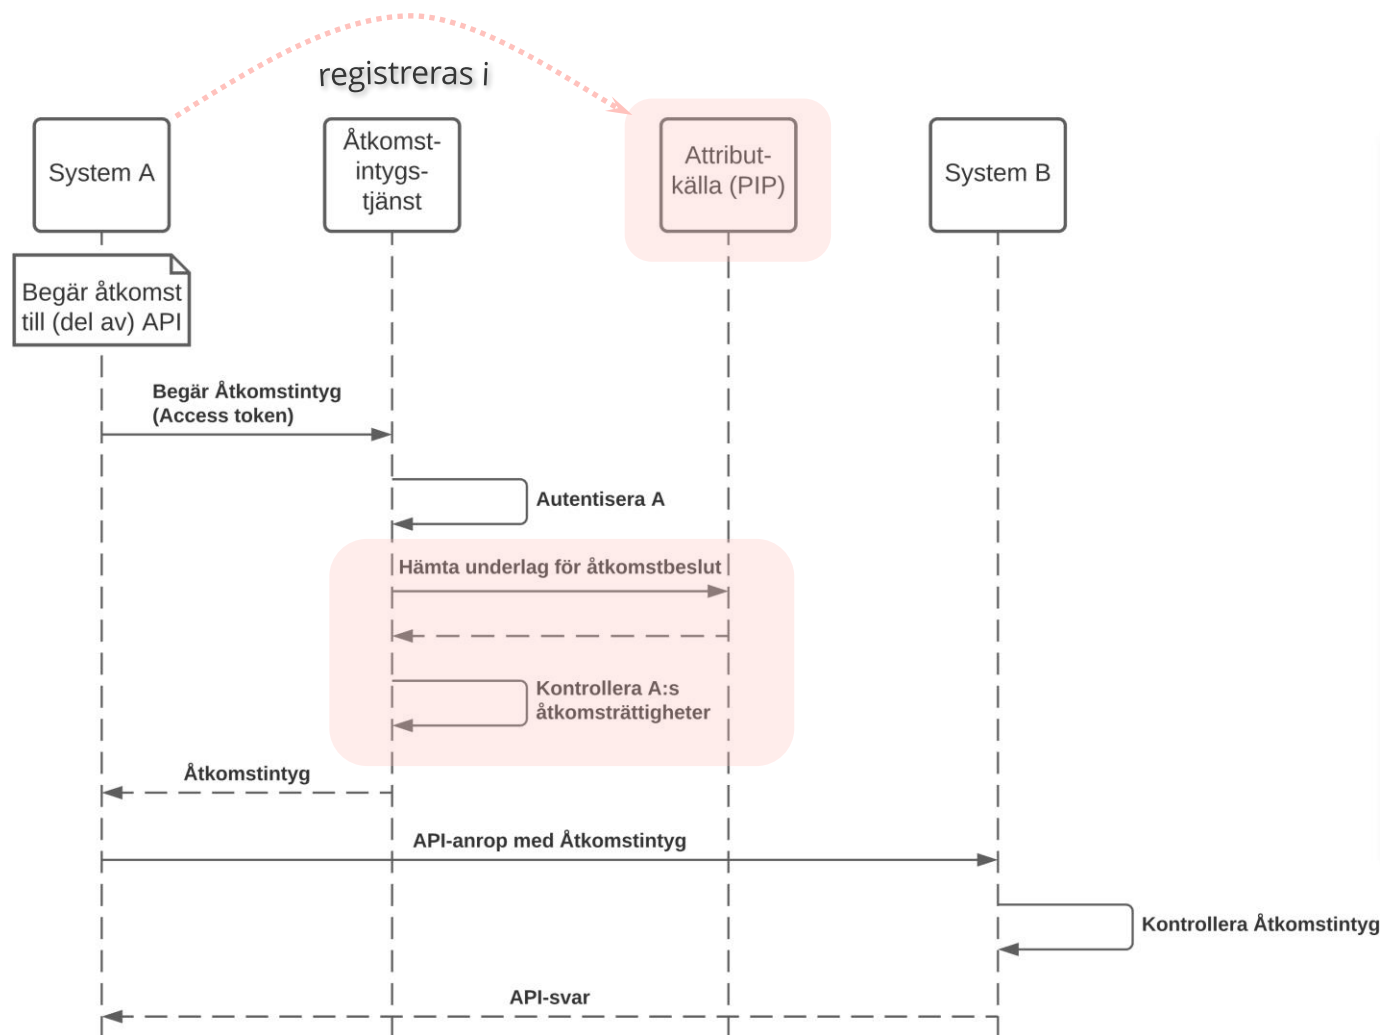 registreras i
System A
Åtkomst-
intygs-
tjänst
Attribut-
källa (PIP)
System B
Begär åtkomst
till (del av) API
Begär Åtkomstintyg
(Access token)
Autentisera A
Hämta underlag för åtkomstbeslut
Kontrollera A:s
åtkomsträttigheter
Åtkomstintyg
API-anrop med Åtkomstintyg
Kontrollera Åtkomstintyg
API-svar